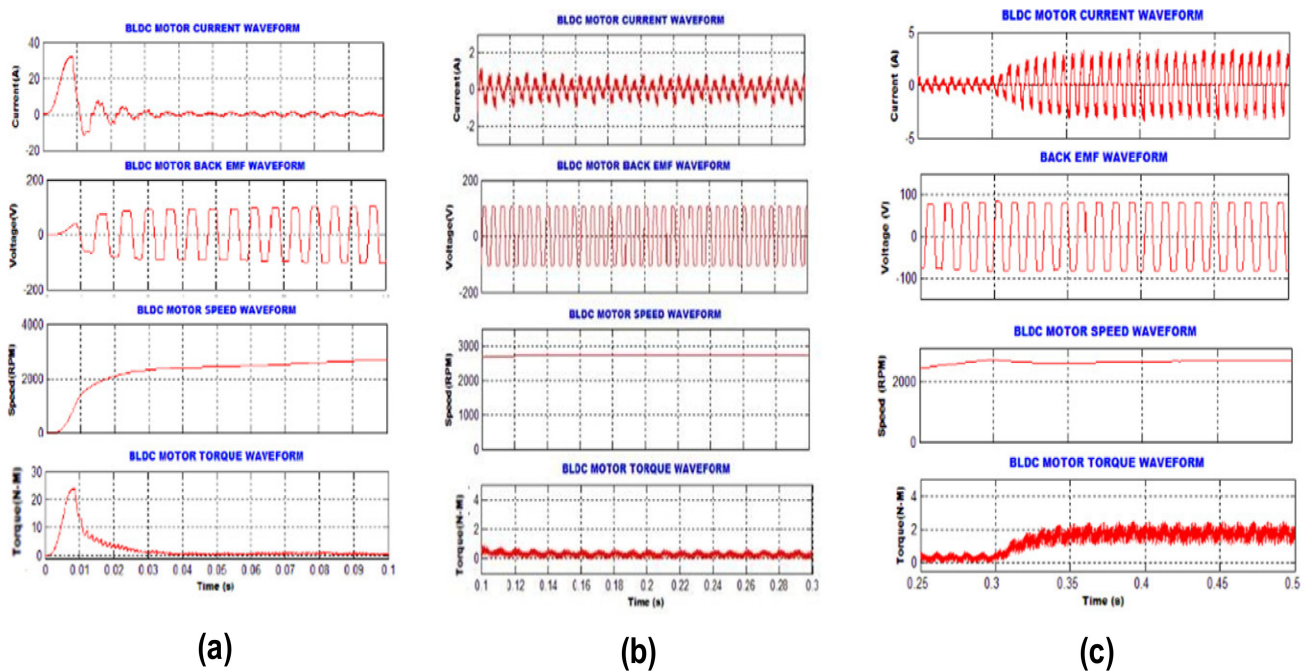 BLDC MOTOR CURRENT WAVEFORM
40
20
0
-20
Current(A)
BLDC MOTOR BACK EMF WAVEFORM
200
0
-200
Voltage(V)
BLDC MOTOR SPEED WAVEFORM
4000
2000
0
Speed(RPM)
BLDC MOTOR TORQUE WAVEFORM
30
20
10
0
Torque(N-M)
0 0.01 0.02 0.03 0.04 0.05 0.06 0.07 0.08 0.09 0.1
Time (s)
(a)
BLDC MOTOR CURRENT WAVEFORM
2
0
-2
Current(A)
BLDC MOTOR BACK EMF WAVEFORM
200
0
-200
Voltage(V)
BLDC MOTOR SPEED WAVEFORM
3000
2000
1000
0
Speed(RPM)
BLDC MOTOR TORQUE WAVEFORM
4
2
0
Torque(N-M)
0.1 0.12 0.14 0.16 0.18 0.2 0.22 0.24 0.26 0.28 0.3
Time (s)
(b)
BLDC MOTOR CURRENT WAVEFORM
5
0
-5
Current (A)
BACK EMF WAVEFORM
100
0
-100
Voltage (V)
BLDC MOTOR SPEED WAVEFORM
2000
0
Speed (RPM
BLDC MOTOR TORQUE WAVEFORM
4
2
0
Torque(N-M)
0.25 0.3 0.35 0.4 0.45 0.5
Time (s)
(c)